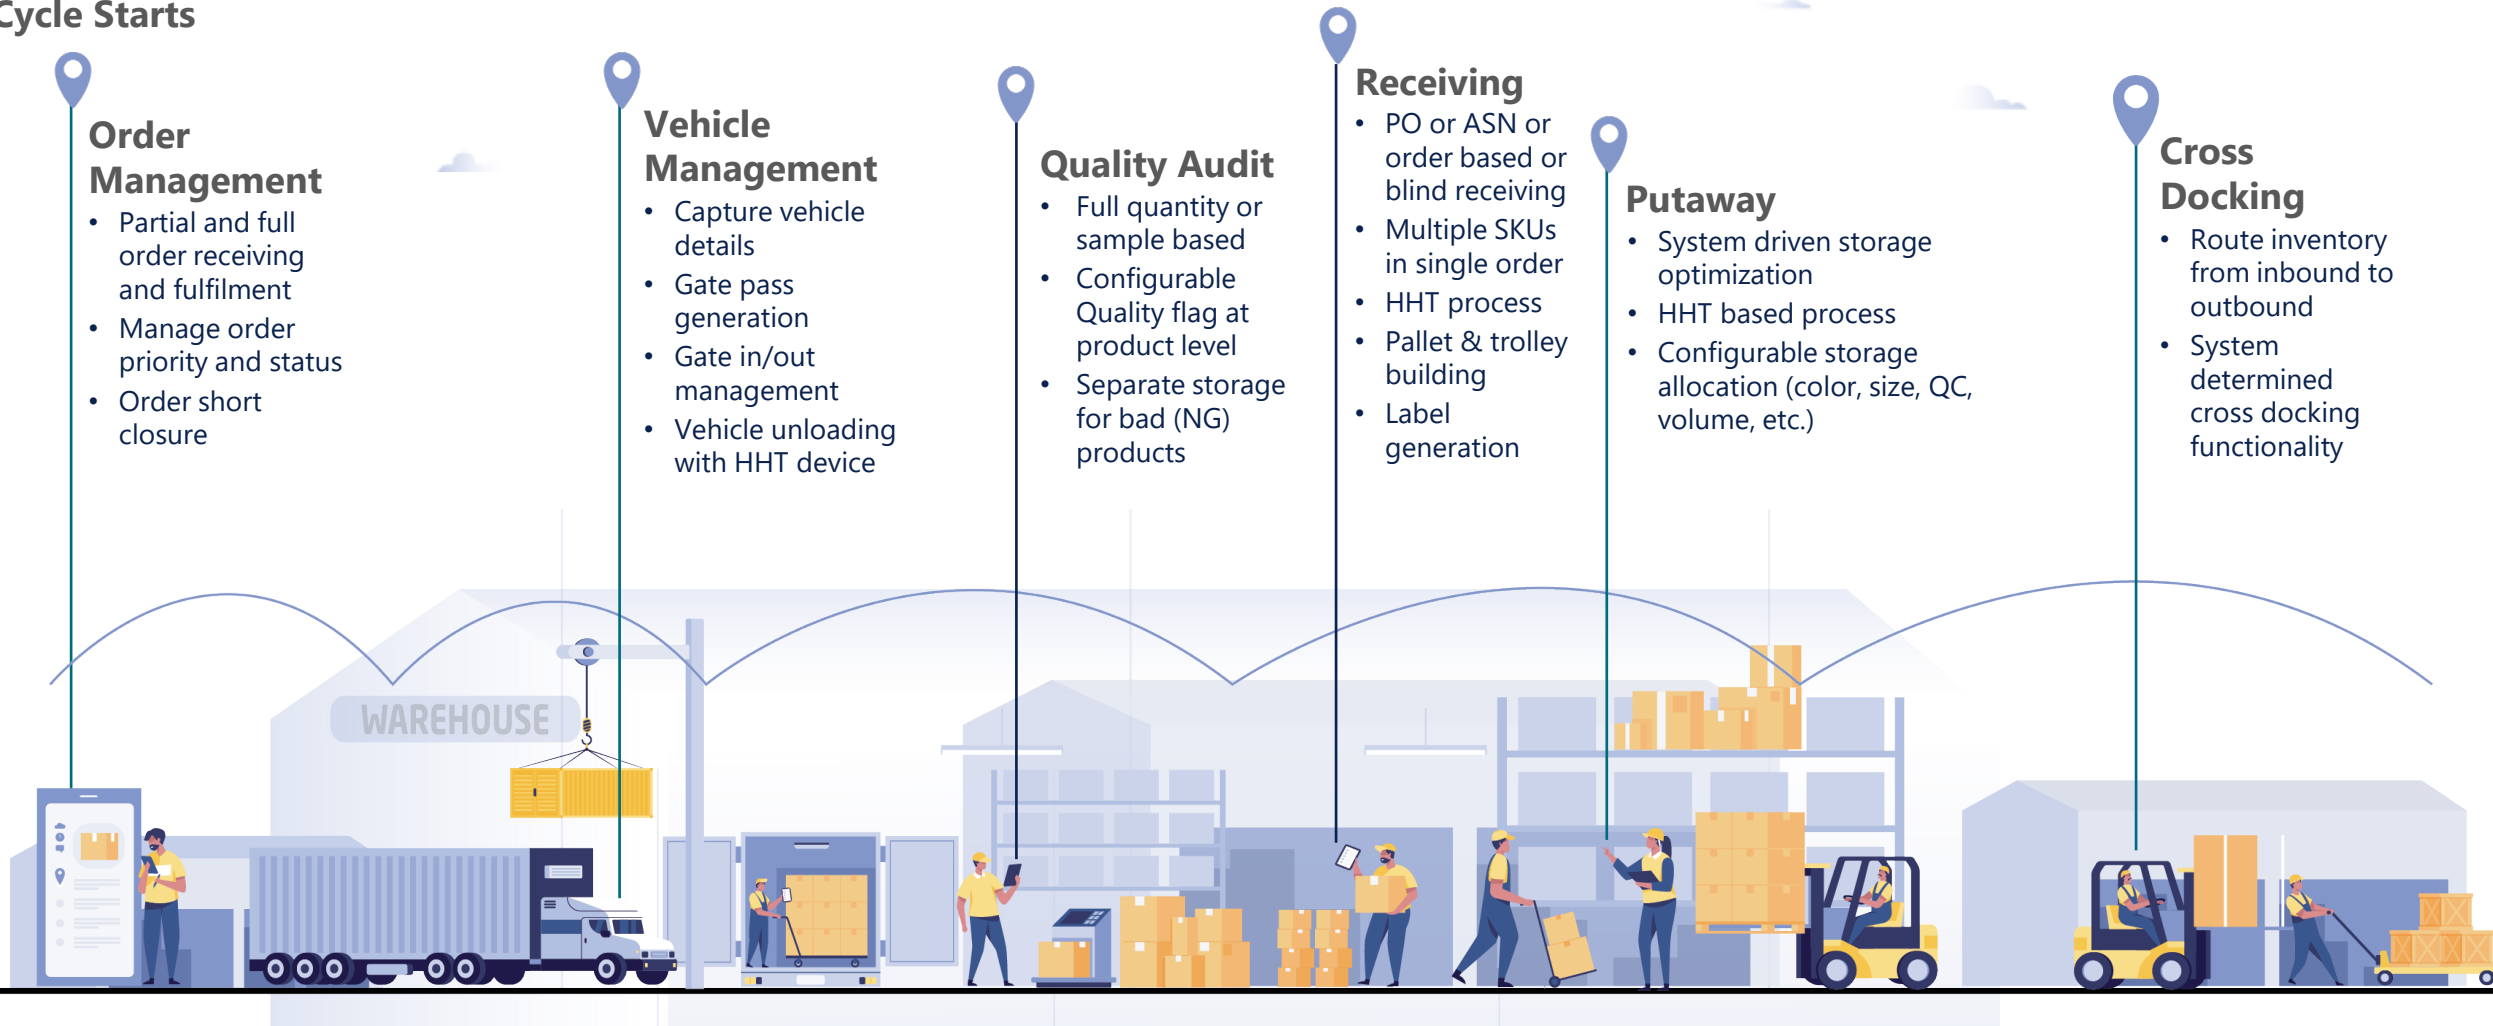 Cycle Starts
Order
Management
• Partial and full
order receiving
and fulfilment
• Manage order
priority and status
• Order short
closure
Vehicle
Management
• Capture vehicle
details
• Gate pass
generation
• Gate in/out
management
• Vehicle unloading
with HHT device
Quality Audit
• Full quantity or
sample based
• Configurable
Quality flag at
product level
• Separate storage
for bad (NG)
products
Receiving
• PO or ASN or
order based or
blind receiving
• Multiple SKUs
in single order
• HHT process
• Pallet & trolley
building
• Label
generation
Putaway
• System driven storage
optimization
• HHT based process
• Configurable storage
allocation (color, size, QC,
volume, etc.)
Cross
Docking
• Route inventory
from inbound to
outbound
• System
determined
cross docking
functionality
WAREHOUSE